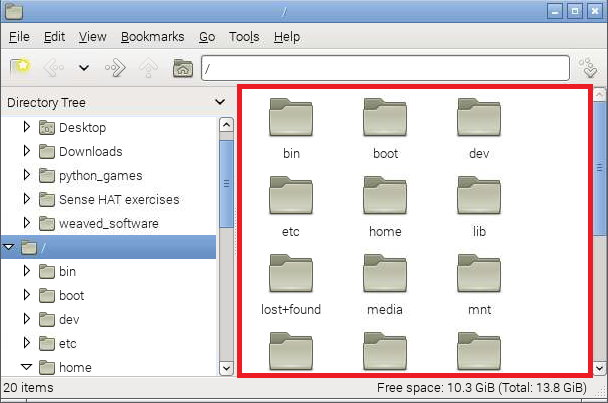 /
File Edit View Bookmarks Go Tools Help
/
Directory Tree
Desktop
Downloads
python_games
Sense HAT exercises
weaved_software
/
bin
boot
dev
etc
home
bin boot dev
etc home lib
lost+found media mnt
20 items Free space: 10.3 GiB (Total: 13.8 GiB)